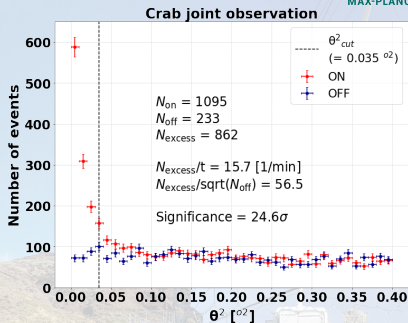 MAX-PLANC
Crab joint observation
Number of events
600
500
400
300
200
100
0
θ²cut
(= 0.035 °²)
ON
OFF
Non = 1095
Noff = 233
Nexcess = 862
Nexcess/t = 15.7 [1/min]
Nexcess/sqrt(Noff) = 56.5
Significance = 24.6σ
0.00 0.05 0.10 0.15 0.20 0.25 0.30 0.35 0.40
θ² [°²]